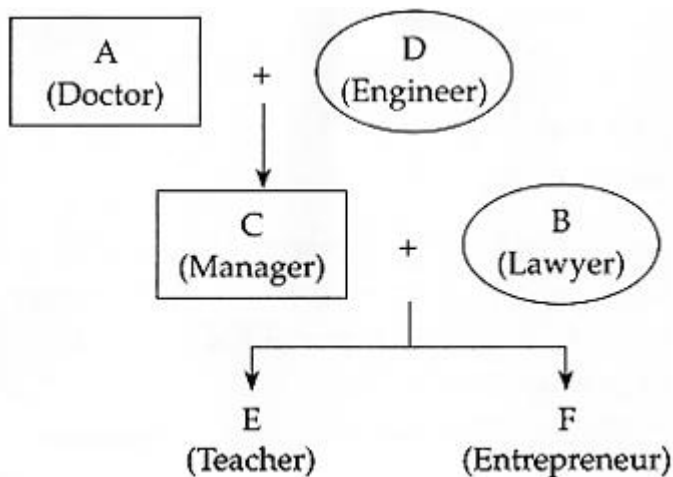 A
(Doctor)
+
D
(Engineer)
C
(Manager)
+
B
(Lawyer)
E
(Teacher)
F
(Entrepreneur)